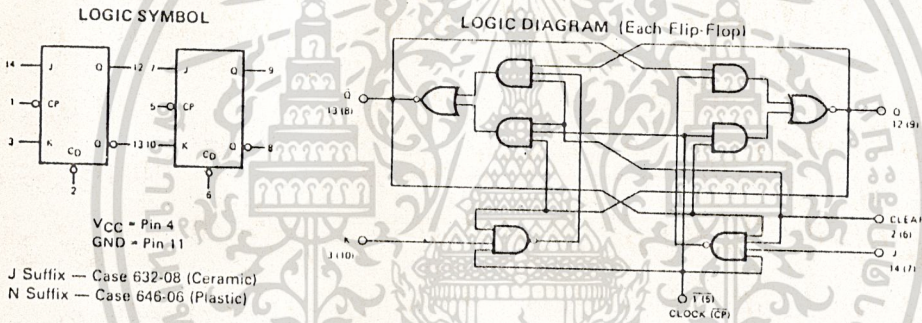 LOGIC SYMBOL
LOGIC DIAGRAM (Each Flip-Flop)
14 J Q 12 7 J Q 9
1 CP 5 CP
3 K Q 13 10 K Q 8
CD CD
2 6
VCC = Pin 4
GND = Pin 11
J Suffix — Case 632-08 (Ceramic)
N Suffix — Case 646-06 (Plastic)
Q
13 (8)
Q
12 (9)
K
3 (10)
CLEAR
2 (6)
J
14 (7)
1 (5)
CLOCK (CP)